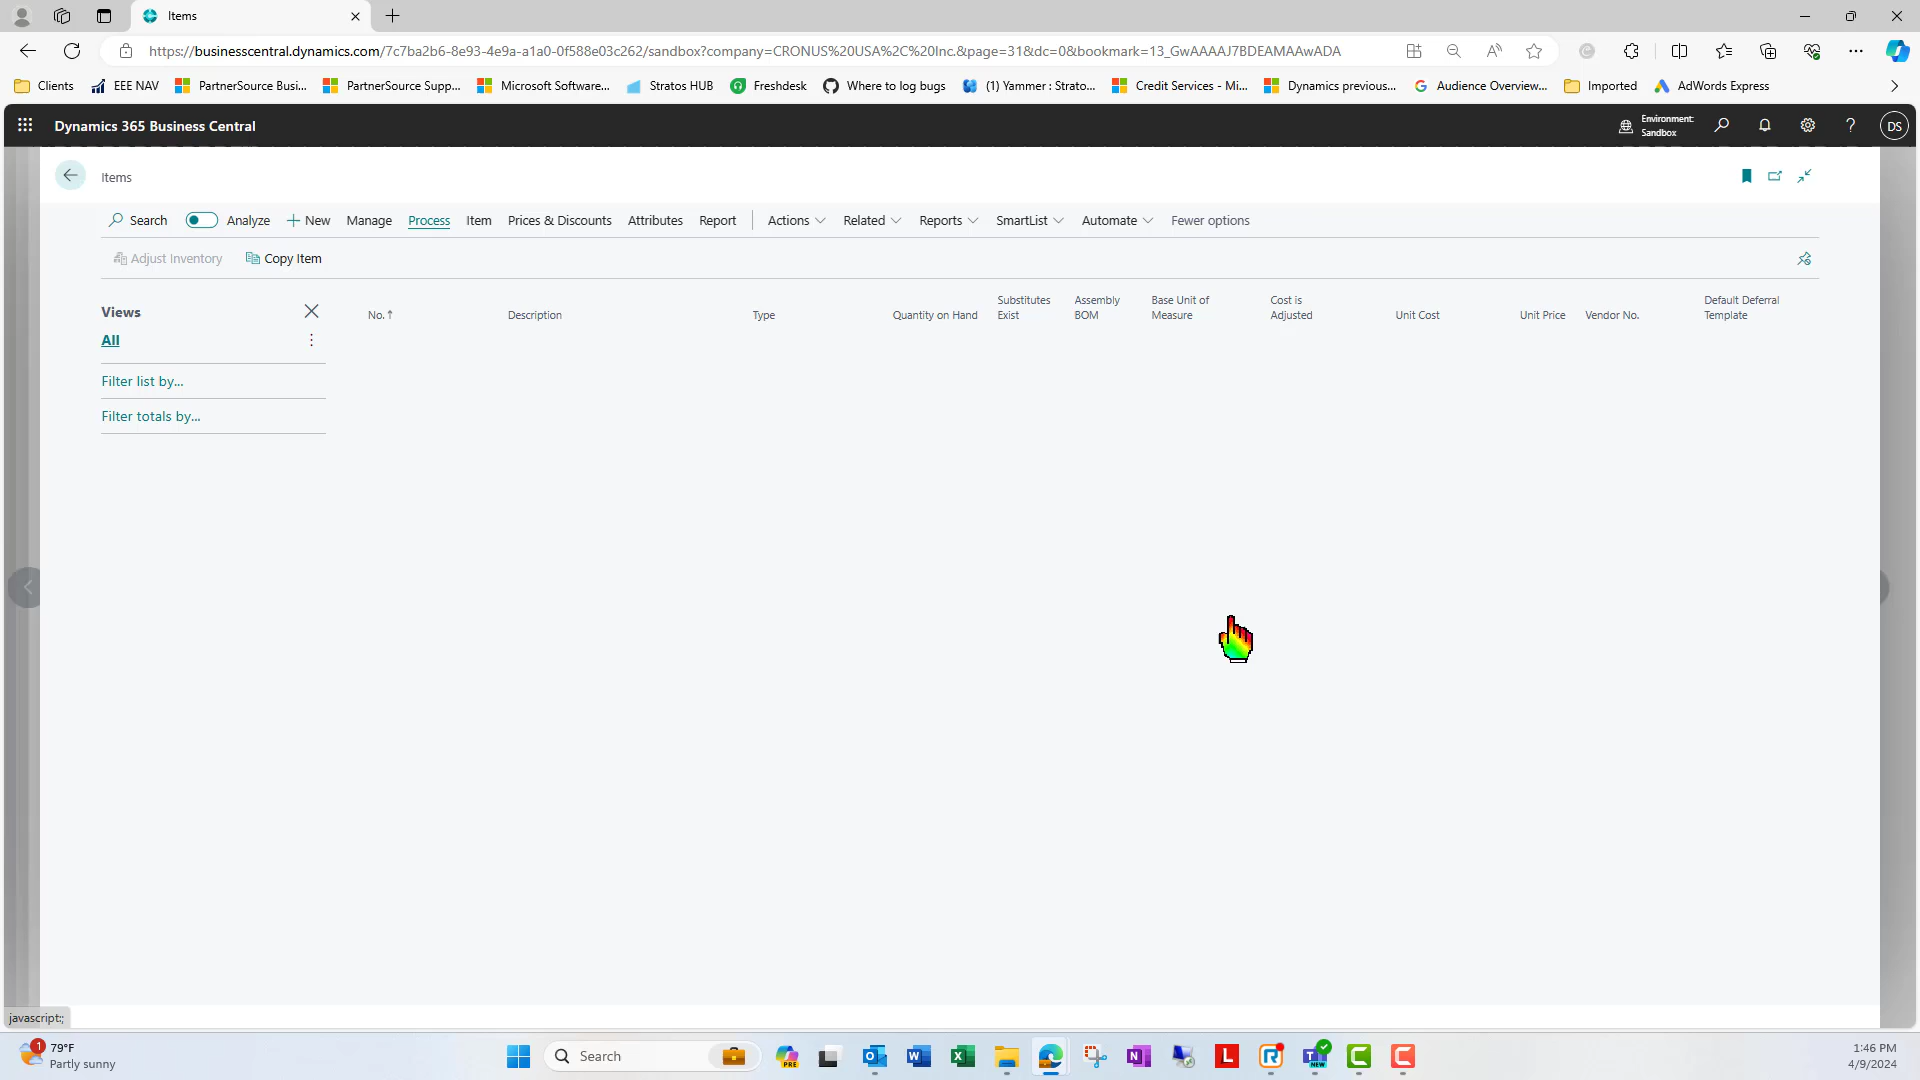 Items
https://businesscentral.dynamics.com/7c7ba2b6-8e93-4e9a-a1a0-0f588e03c262/sandbox?company=CRONUS%20USA%2C%20Inc.&page=31&dc=0&bookmark=13_GwAAAAJ7BDEAMAAwADA
Clients EEE NAV PartnerSource Busi... PartnerSource Supp... Microsoft Software... Stratos HUB Freshdesk Where to log bugs (1) Yammer : Strato... Credit Services - Mi... Dynamics previous... Audience Overview... Imported AdWords Express
Dynamics 365 Business Central
Environment:
Sandbox
DS
Items
Search Analyze New Manage Process Item Prices & Discounts Attributes Report Actions Related Reports SmartList Automate Fewer options
Adjust Inventory Copy Item
Views
All
Filter list by...
Filter totals by...
No. ↑ Description Type Quantity on Hand Substitutes Exist Assembly BOM Base Unit of Measure Cost is Adjusted Unit Cost Unit Price Vendor No. Default Deferral Template
javascript:;
1
79°F
Partly sunny
Search
PRE
NEW
1:46 PM
4/9/2024